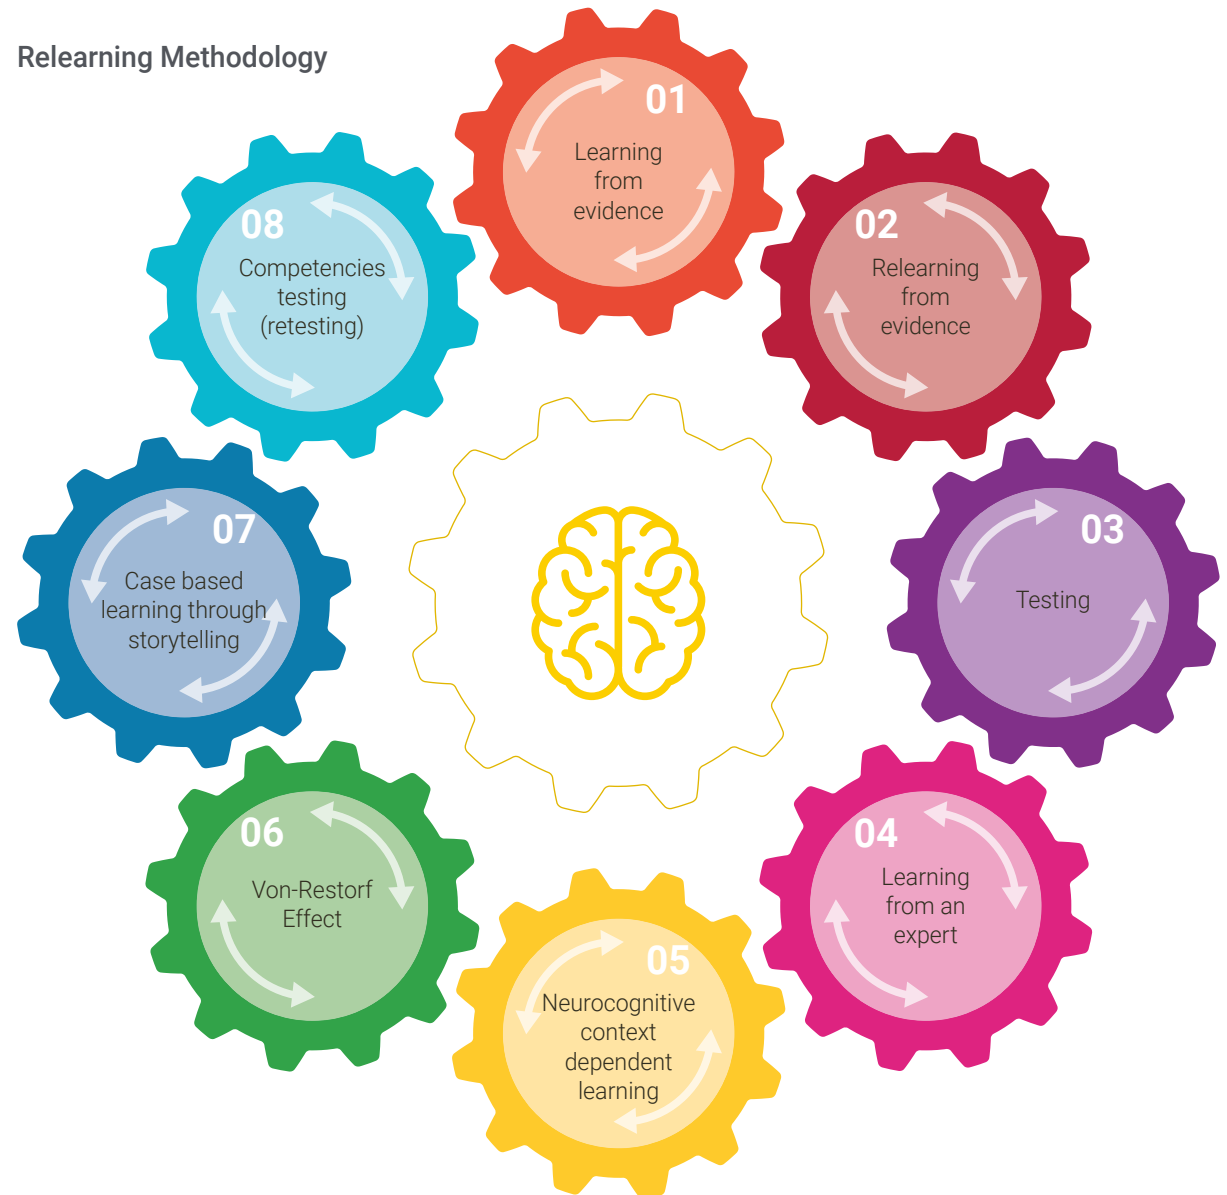 Relearning Methodology
01
Learning
from
evidence
02
Relearning
from
evidence
03
Testing
04
Learning
from an
expert
05
Neurocognitive
context
dependent
learning
06
Von-Restorf
Effect
07
Case based
learning through
storytelling
08
Competencies
testing
(retesting)